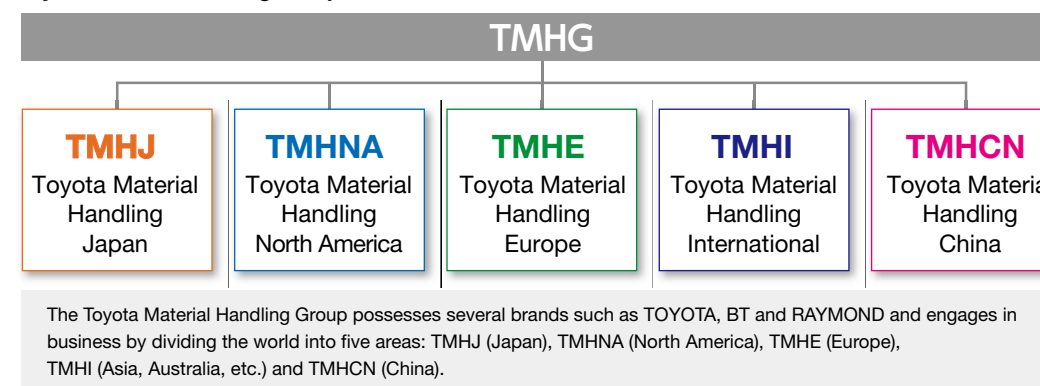 TMHG
TMHJ
Toyota Material
Handling
Japan
TMHNA
Toyota Material
Handling
North America
TMHE
Toyota Material
Handling
Europe
TMHI
Toyota Material
Handling
International
TMHCN
Toyota Materia
Handling
China
The Toyota Material Handling Group possesses several brands such as TOYOTA, BT and RAYMOND and engages in
business by dividing the world into five areas: TMHJ (Japan), TMHNA (North America), TMHE (Europe),
TMHI (Asia, Australia, etc.) and TMHCN (China).